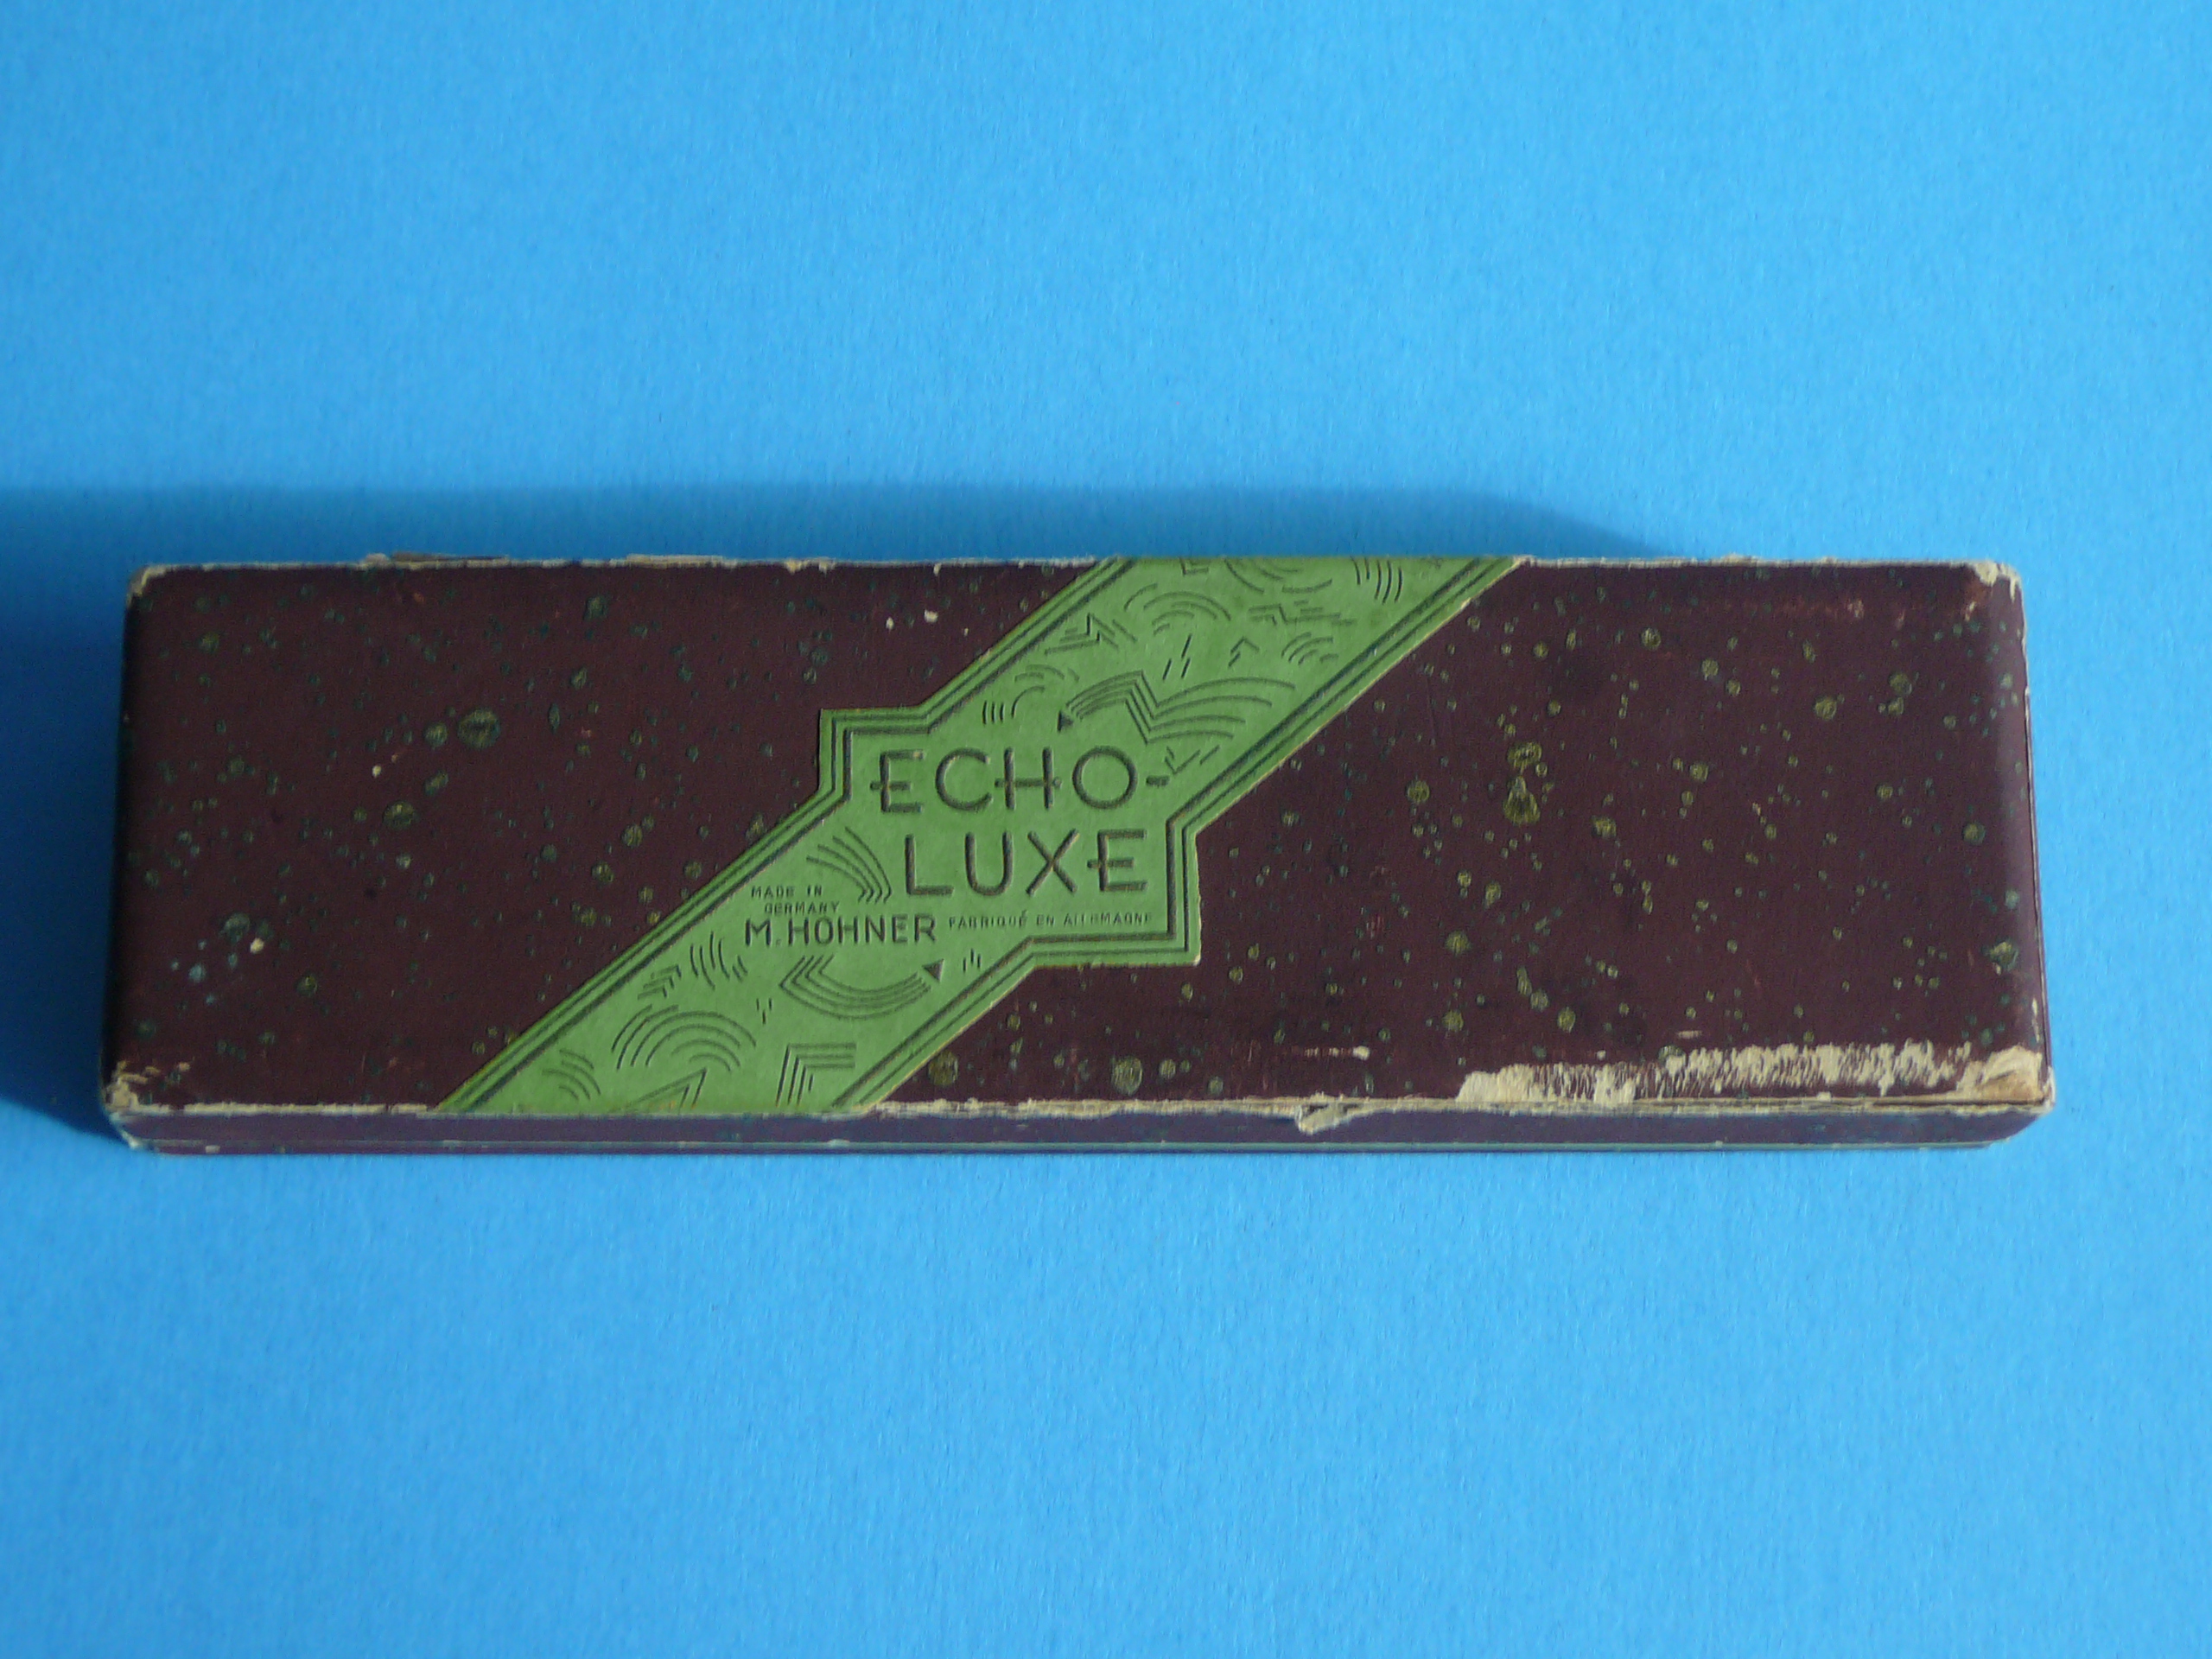 ECHO-
LUXE
MADE IN
GERMANY
M. HOHNER FABRIQUÉ EN ALLEMAGNE